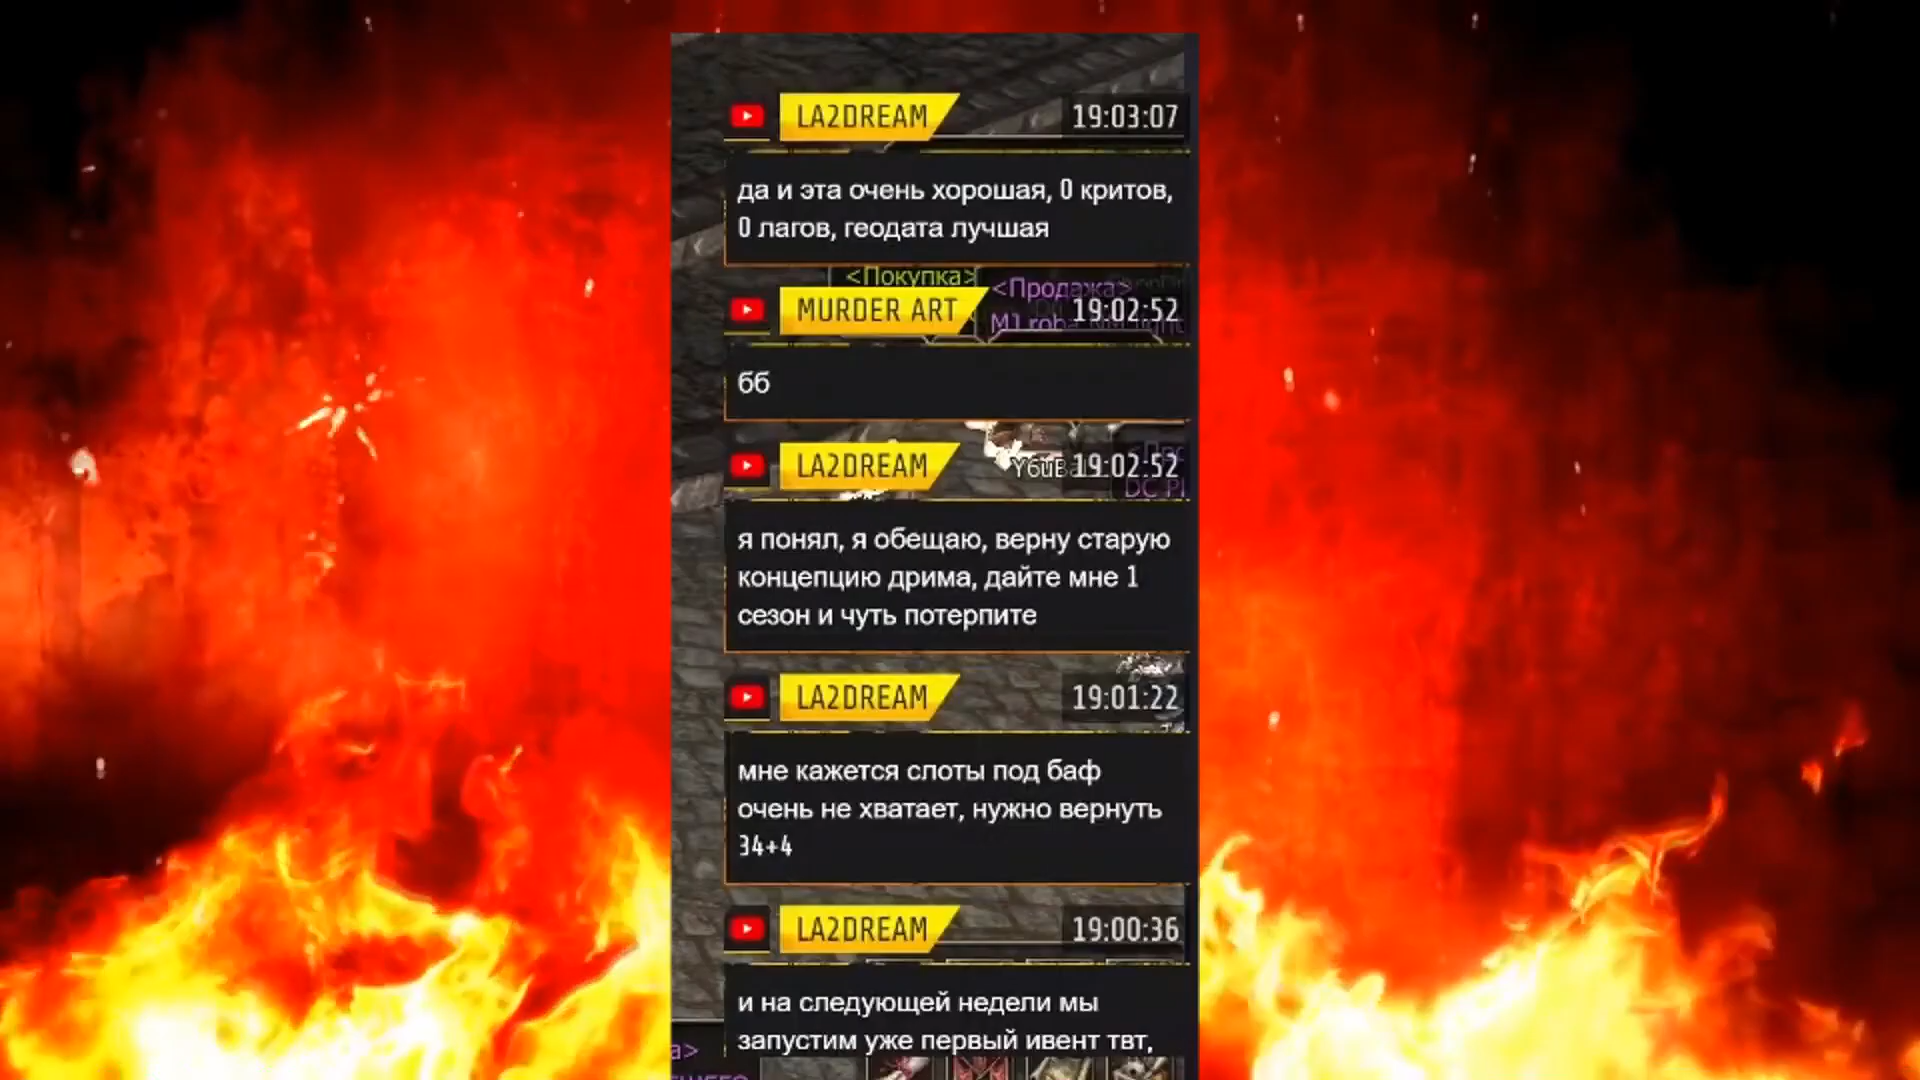 LA2DREAM 19:03:07
да и эта очень хорошая, 0 критов,
0 лагов, геодата лучшая
<Покупка>
<Продажа>
MURDER ART 19:02:52
M1 roba
бб
LA2DREAM 19:02:52
DC
я понял, я обещаю, верну старую
концепцию дрима, дайте мне 1
сезон и чуть потерпите
LA2DREAM 19:01:22
мне кажется слоты под баф
очень не хватает, нужно вернуть
34+4
LA2DREAM 19:00:36
и на следующей недели мы
запустим уже первый ивент твт,